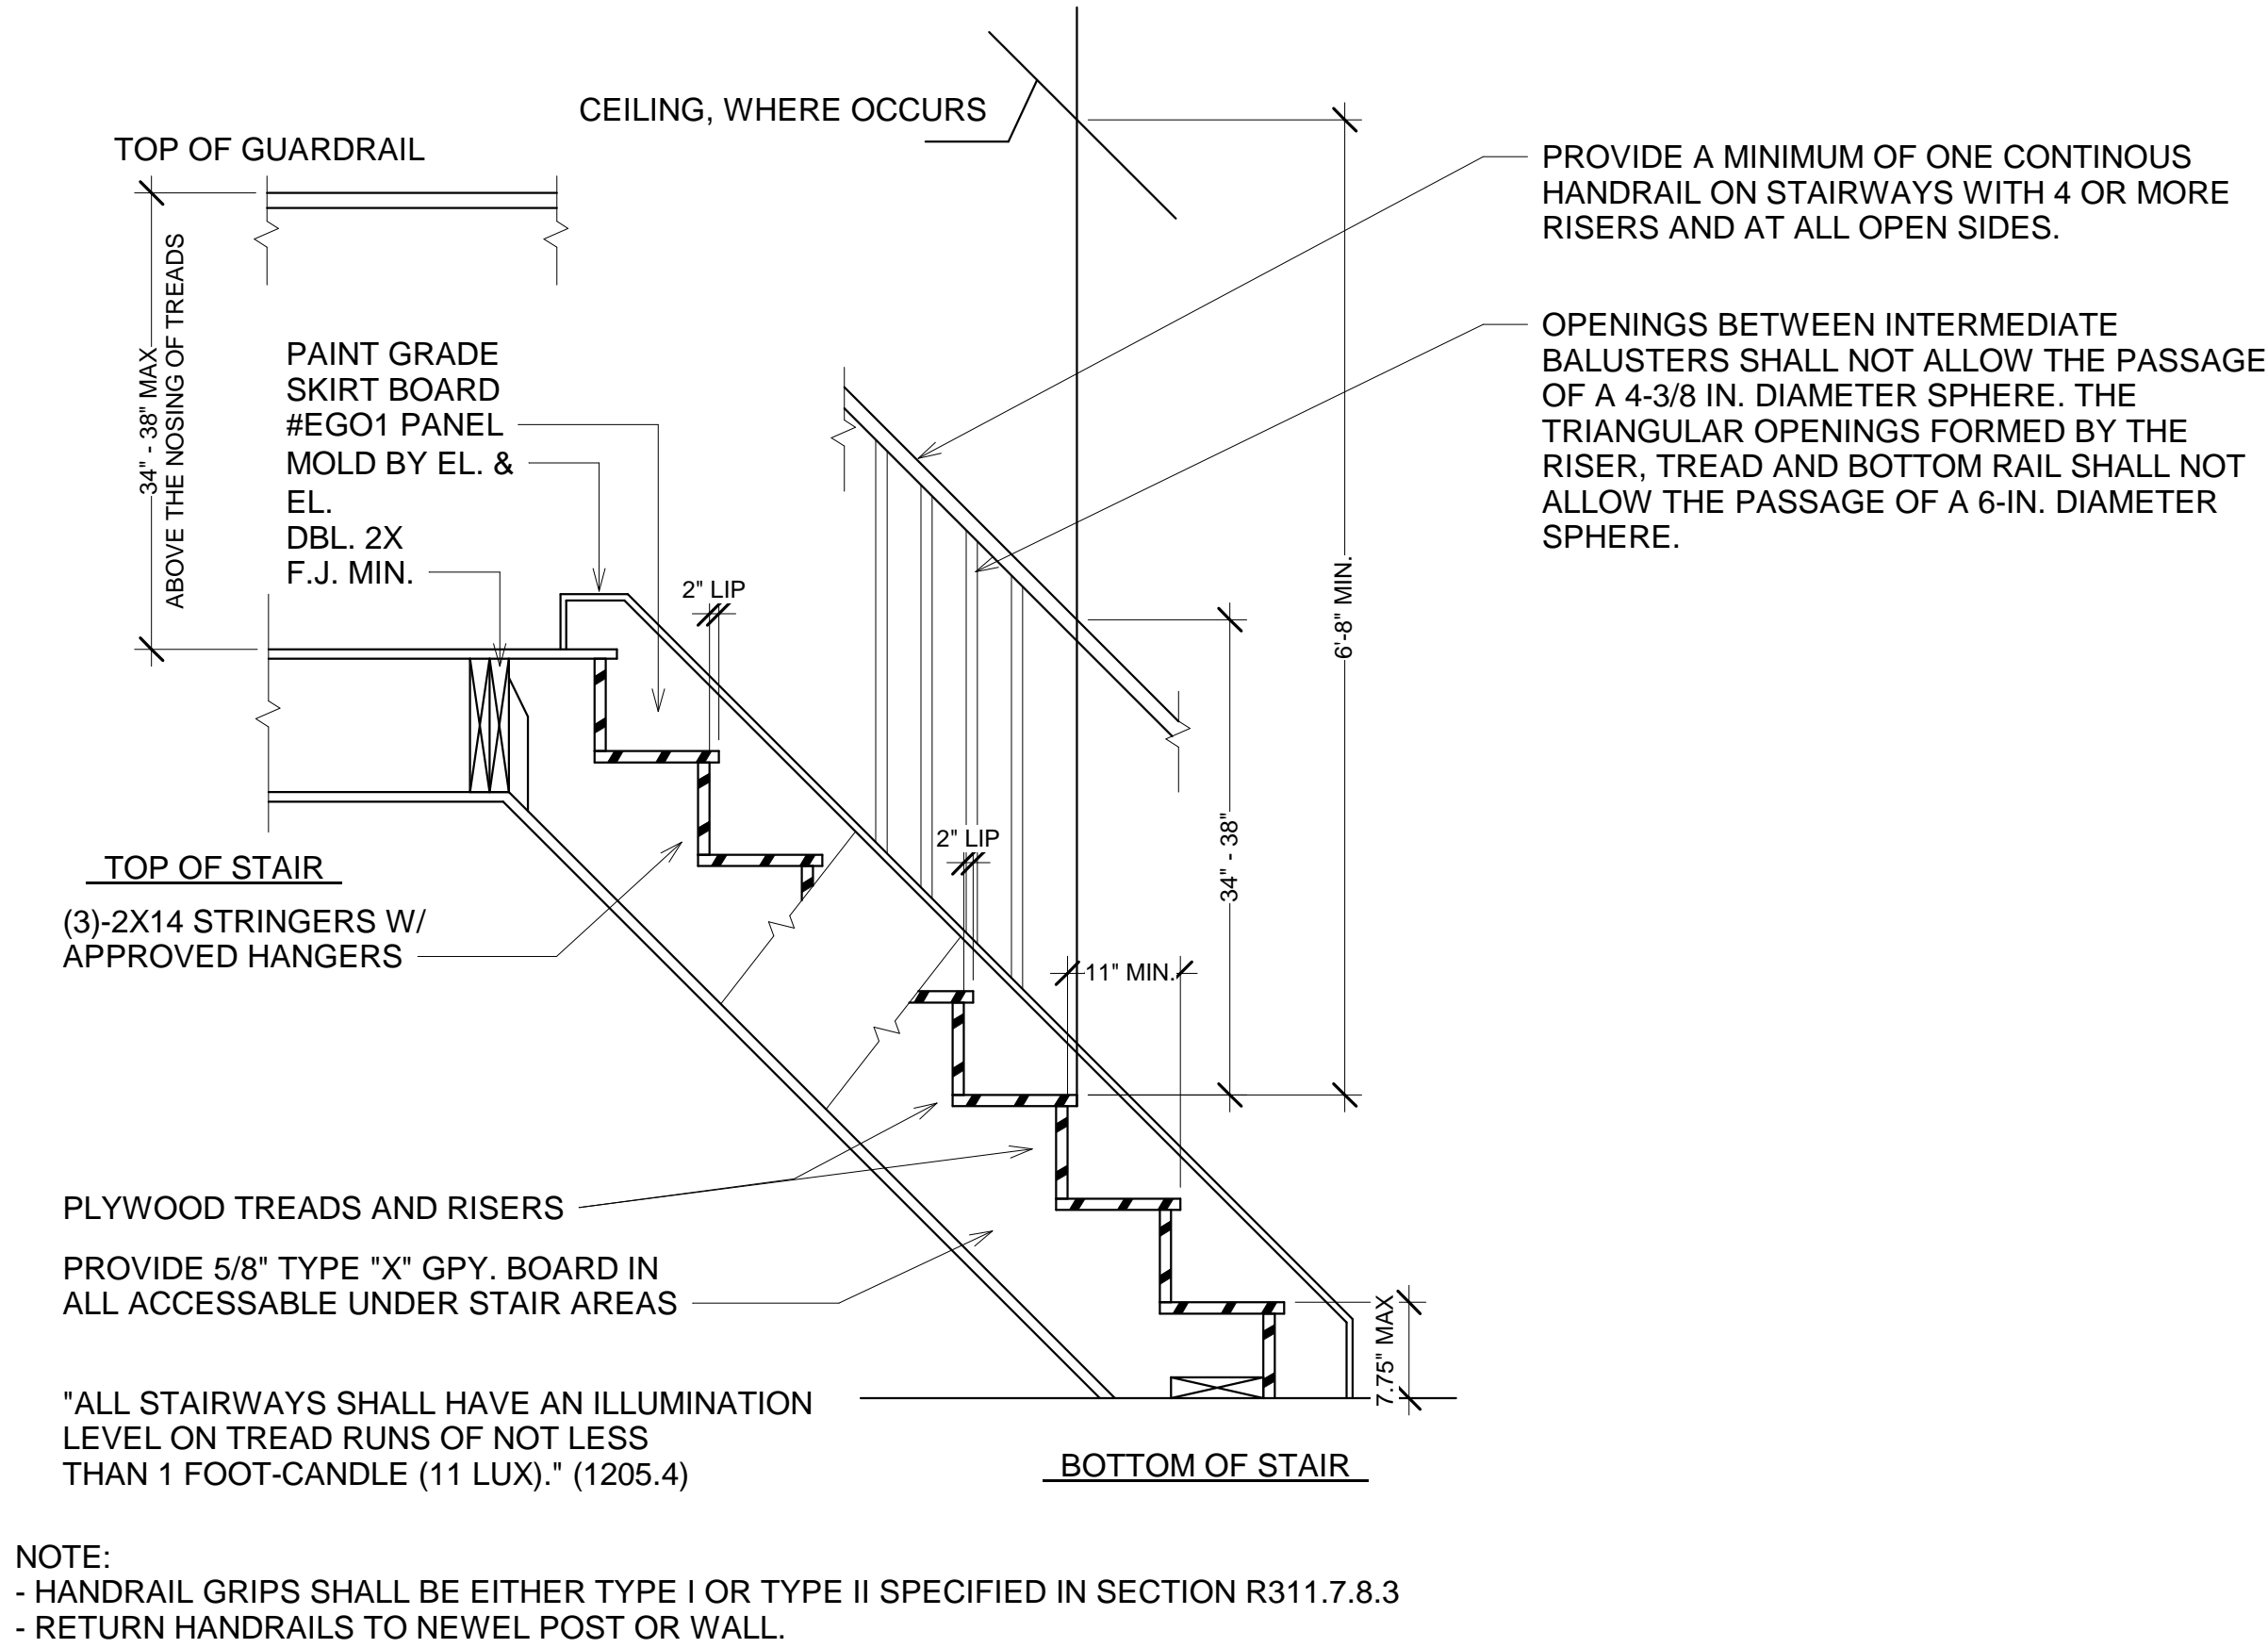 CEILING, WHERE OCCURS
TOP OF GUARDRAIL
34" - 38" MAX
ABOVE THE NOSING OF TREADS
PROVIDE A MINIMUM OF ONE CONTINOUS
HANDRAIL ON STAIRWAYS WITH 4 OR MORE
RISERS AND AT ALL OPEN SIDES.
OPENINGS BETWEEN INTERMEDIATE
BALUSTERS SHALL NOT ALLOW THE PASSAGE
OF A 4-3/8 IN. DIAMETER SPHERE. THE
TRIANGULAR OPENINGS FORMED BY THE
RISER, TREAD AND BOTTOM RAIL SHALL NOT
ALLOW THE PASSAGE OF A 6-IN. DIAMETER
SPHERE.
PAINT GRADE
SKIRT BOARD
#EGO1 PANEL
MOLD BY EL. &
EL.
DBL. 2X
F.J. MIN.
2" LIP
6'-8" MIN.
2" LIP
34" - 38"
TOP OF STAIR
(3)-2X14 STRINGERS W/
APPROVED HANGERS
11" MIN.
PLYWOOD TREADS AND RISERS
PROVIDE 5/8" TYPE "X" GPY. BOARD IN
ALL ACCESSABLE UNDER STAIR AREAS
7.75" MAX
"ALL STAIRWAYS SHALL HAVE AN ILLUMINATION
LEVEL ON TREAD RUNS OF NOT LESS
THAN 1 FOOT-CANDLE (11 LUX)." (1205.4)
BOTTOM OF STAIR
NOTE:
- HANDRAIL GRIPS SHALL BE EITHER TYPE I OR TYPE II SPECIFIED IN SECTION R311.7.8.3
- RETURN HANDRAILS TO NEWEL POST OR WALL.